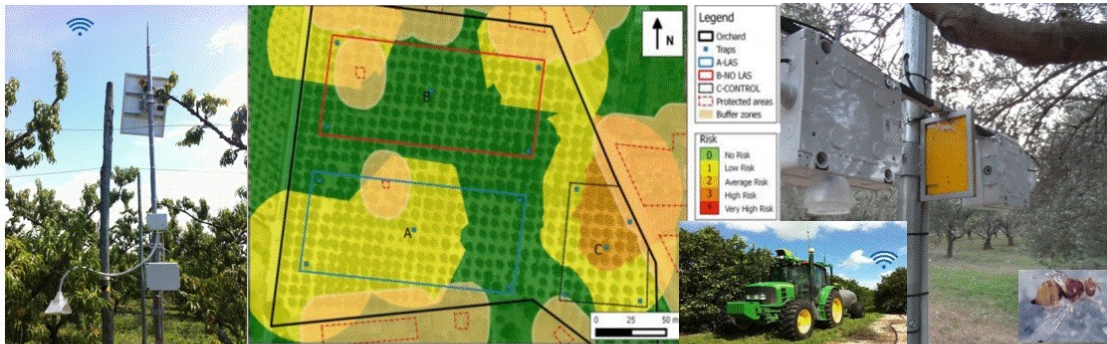 B
A
C
N
0 25 50 m
Legend
Orchard
Traps
A-LAS
B-NO LAS
C-CONTROL
Protected areas
Buffer zones
Risk
0 No Risk
1 Low Risk
2 Average Risk
3 High Risk
4 Very High Risk